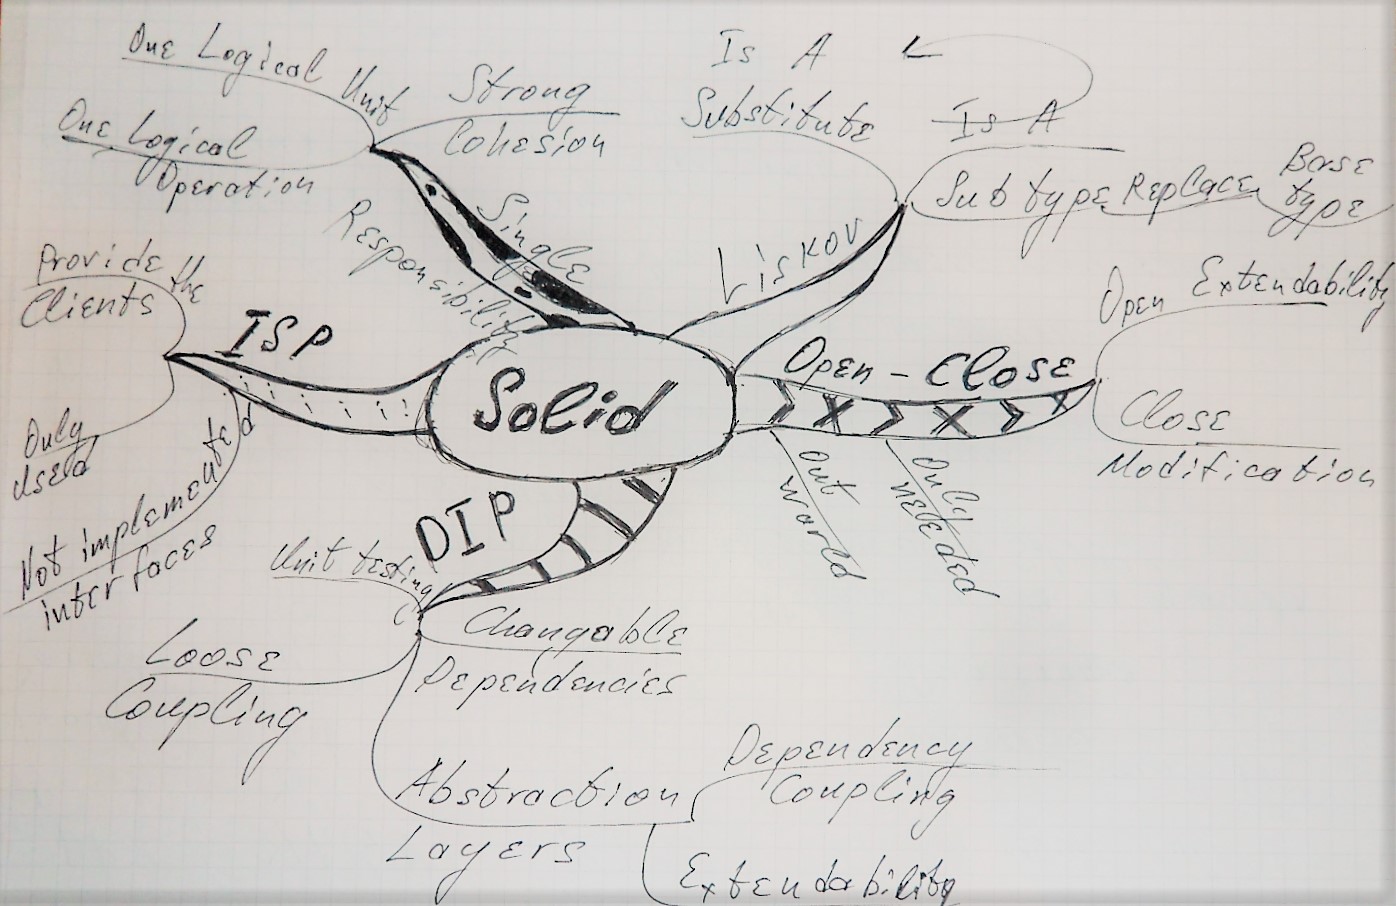 One Logical Unit
One Logical
Operation
Strong
Cohesion
Single
Responsibility
Is A
Substitute
Is A
Subtype Replace Base
type
Liskov
Provide the
Clients
ISP
Only
Used
Not implemented
interfaces
Solid
Open - Close
Open Extendability
Close
Modification
out
world
Only
needed
DIP
Unit testing
Changable
Dependencies
Loose
Coupling
Abstraction
Layers
Dependency
Coupling
Extendability